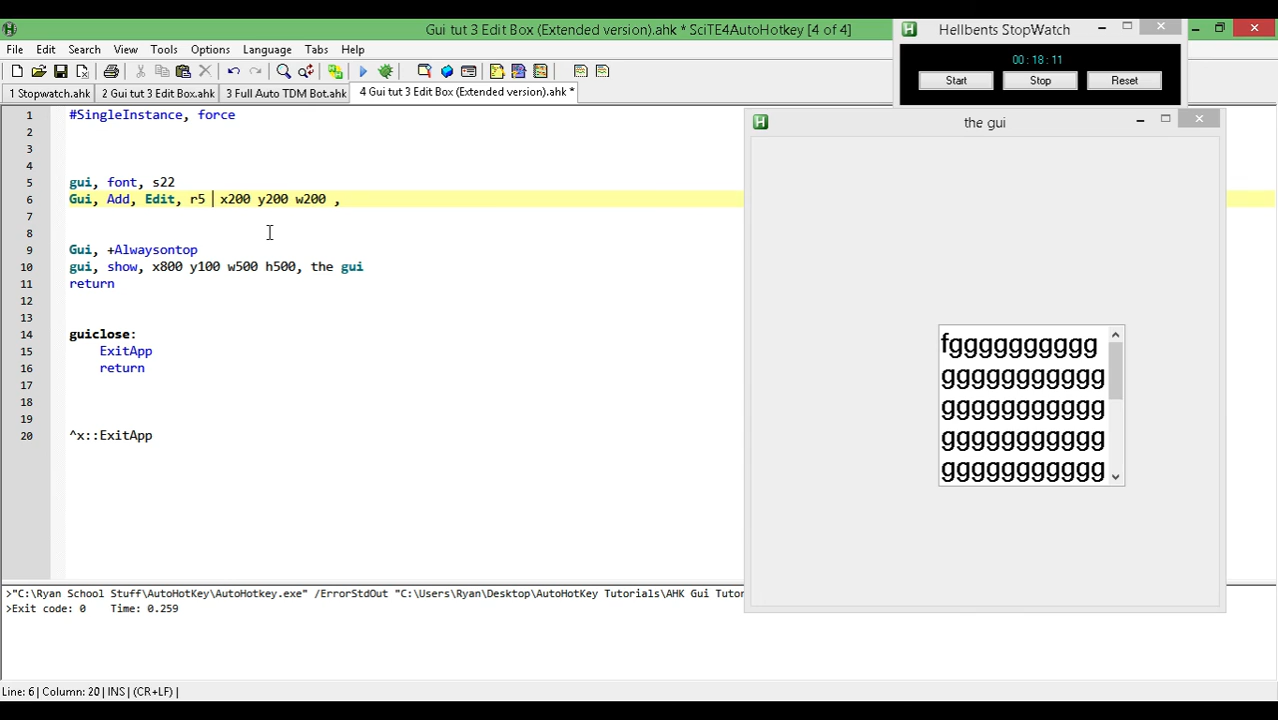 Gui tut 3 Edit Box (Extended version).ahk * SciTE4AutoHotkey [4 of 4]
File Edit Search View Tools Options Language Tabs Help
1 Stopwatch.ahk 2 Gui tut 3 Edit Box.ahk 3 Full Auto TDM Bot.ahk 4 Gui tut 3 Edit Box (Extended version).ahk *
Hellbents StopWatch
00 : 18 : 11
Start Stop Reset
1 #SingleInstance, force
2
3
4
5 gui, font, s22
6 Gui, Add, Edit, r5 x200 y200 w200 ,
7
8
9 Gui, +Alwaysontop
10 gui, show, x800 y100 w500 h500, the gui
11 return
12
13
14 guiclose:
15 ExitApp
16 return
17
18
19
20 ^x::ExitApp
the gui
fgggggggggg
ggggggggggg
ggggggggggg
ggggggggggg
ggggggggggg
>"C:\Ryan School Stuff\AutoHotKey\AutoHotkey.exe" /ErrorStdOut "C:\Users\Ryan\Desktop\AutoHotKey Tutorials\AHK Gui Tutor
>Exit code: 0 Time: 0.259
Line: 6 | Column: 20 | INS | (CR+LF) |